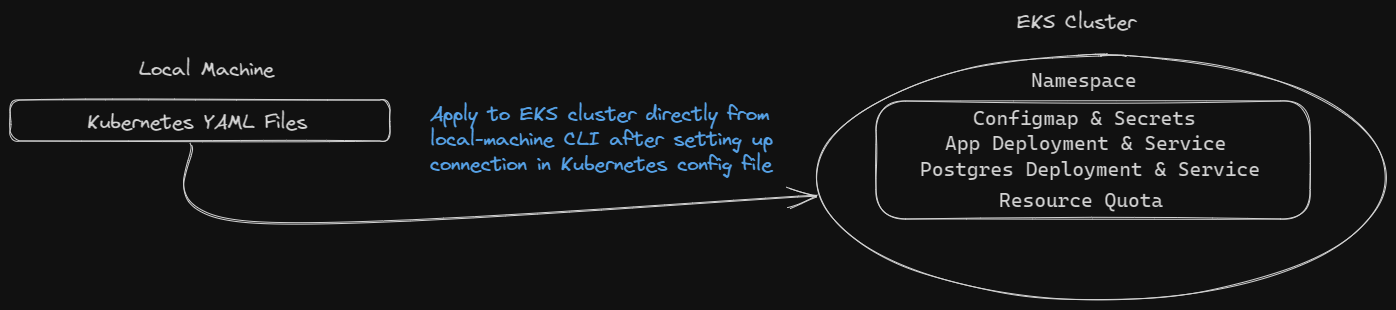 Local Machine
Kubernetes YAML Files
Apply to EKS cluster directly from
local-machine CLI after setting up
connection in Kubernetes config file
EKS Cluster
Namespace
Configmap & Secrets
App Deployment & Service
Postgres Deployment & Service
Resource Quota